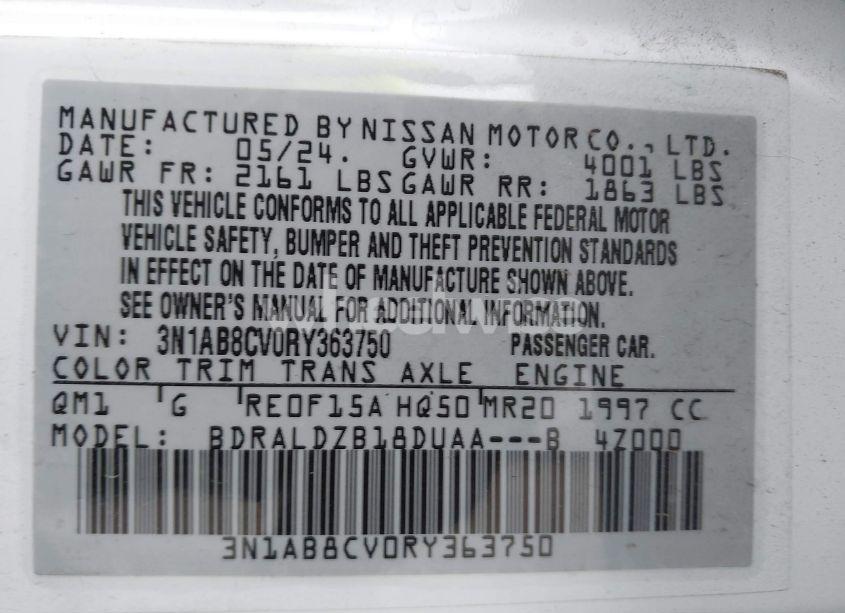 MANUFACTURED BY NISSAN MOTOR CO., LTD.
DATE: 05/24. GVWR: 4001 LBS
GAWR FR: 2161 LBS GAWR RR: 1863 LBS
THIS VEHICLE CONFORMS TO ALL APPLICABLE FEDERAL MOTOR
VEHICLE SAFETY, BUMPER AND THEFT PREVENTION STANDARDS
IN EFFECT ON THE DATE OF MANUFACTURE SHOWN ABOVE.
SEE OWNER'S MANUAL FOR ADDITIONAL INFORMATION.
VIN: 3N1AB8CV0RY363750 PASSENGER CAR.
COLOR TRIM TRANS AXLE ENGINE
QM1 G RE0F15A HQ50 MR20 1997 CC
MODEL: BDRALDZB18DUAA---B 4Z000
3N1AB8CV0RY363750